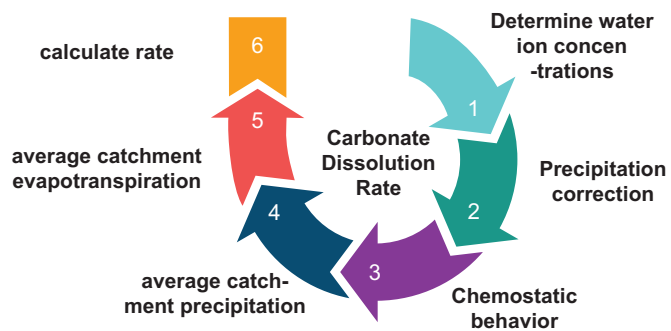 Determine water
ion concen
-trations
1
Precipitation
correction
2
Chemostatic
behavior
3
average catch-
ment precipitation
4
average catchment
evapotranspiration
5
calculate rate
6
Carbonate
Dissolution
Rate